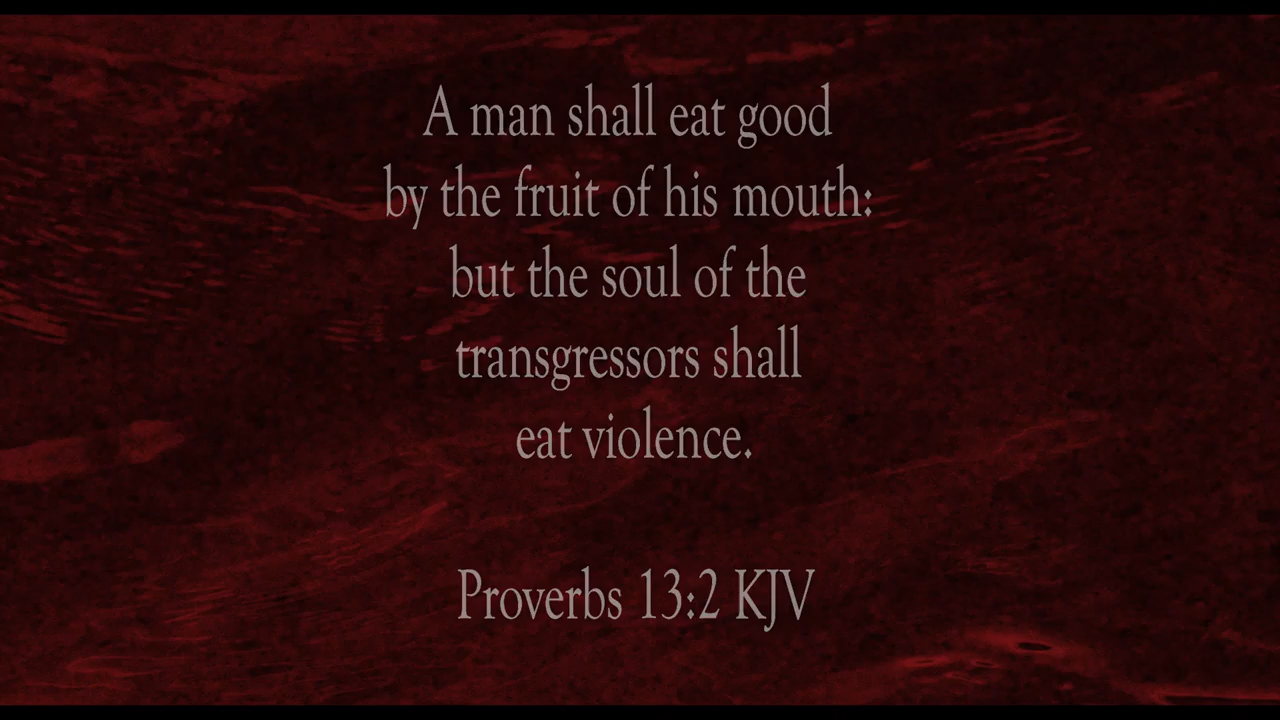 A man shall eat good
by the fruit of his mouth:
but the soul of the
transgressors shall
eat violence.
Proverbs 13:2 KJV